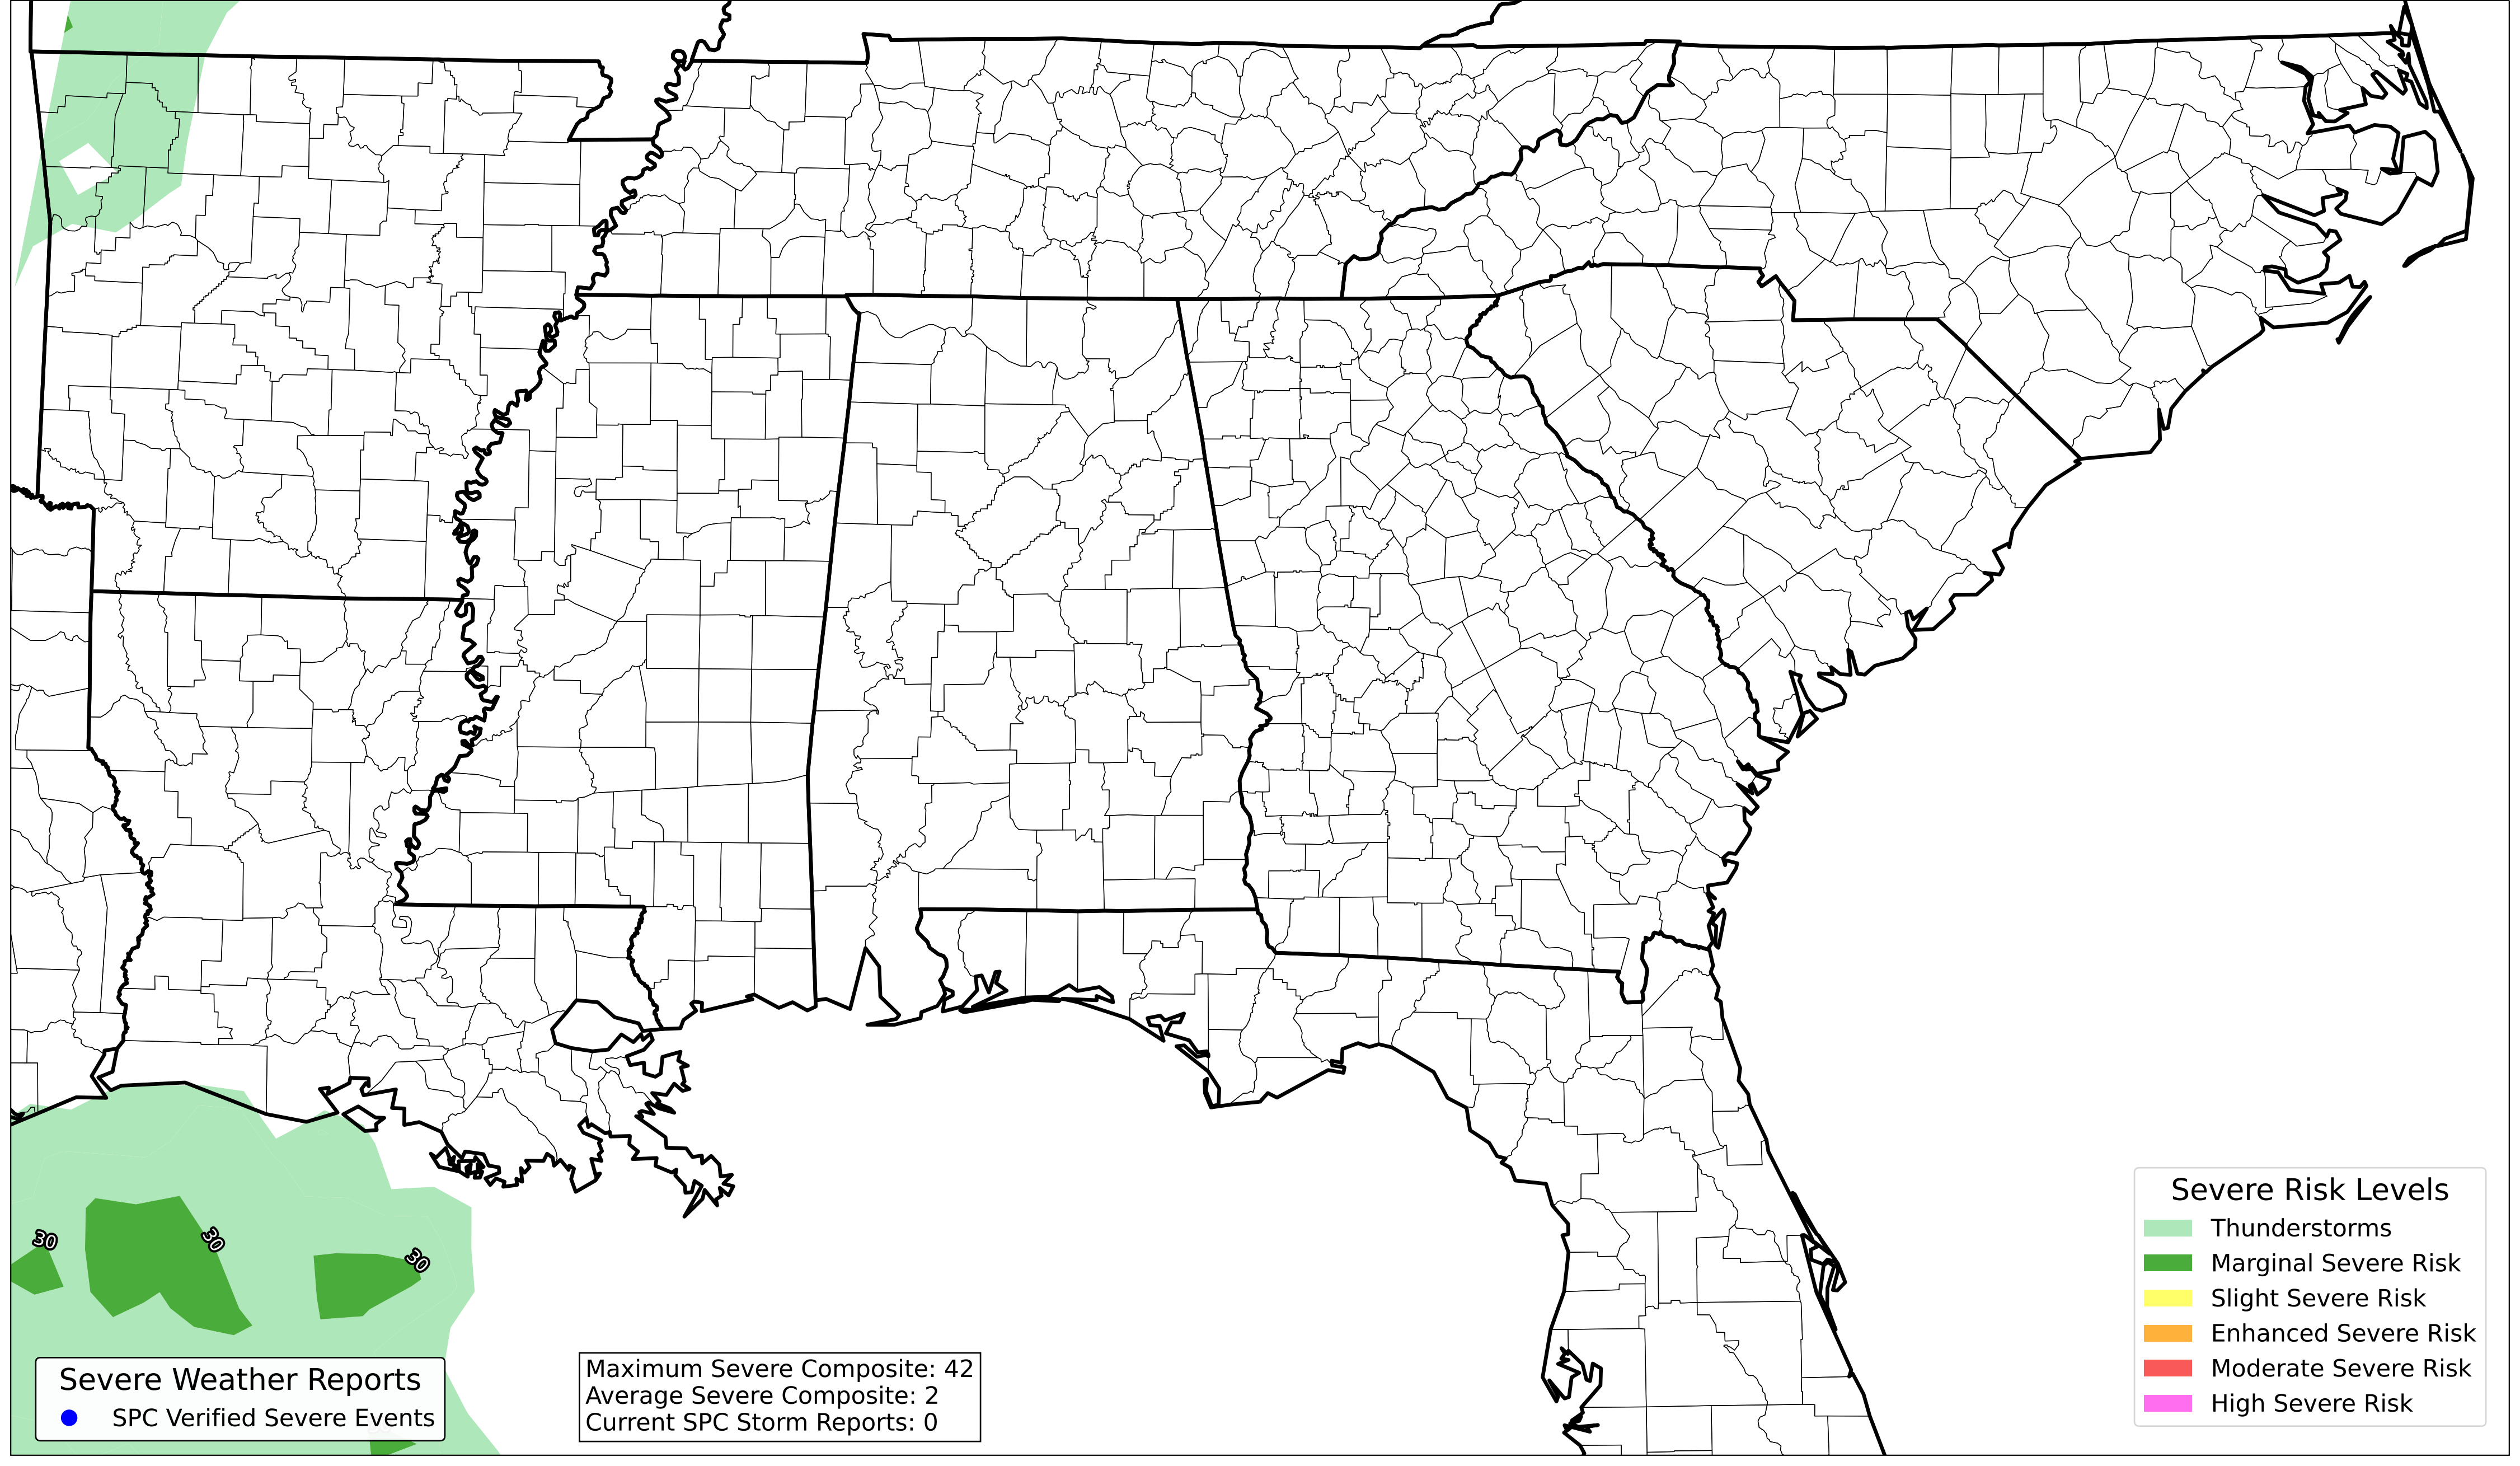 30
30
30
Severe Weather Reports
SPC Verified Severe Events
Maximum Severe Composite: 42
Average Severe Composite: 2
Current SPC Storm Reports: 0
Severe Risk Levels
Thunderstorms
Marginal Severe Risk
Slight Severe Risk
Enhanced Severe Risk
Moderate Severe Risk
High Severe Risk